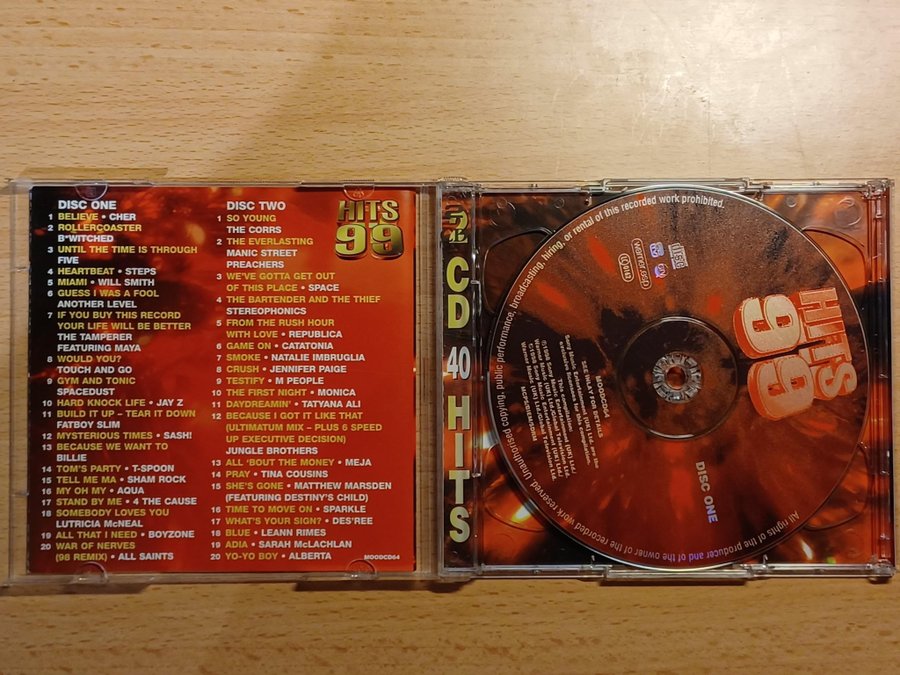 DISC ONE
1 BELIEVE • CHER
2 ROLLERCOASTER
B*WITCHED
3 UNTIL THE TIME IS THROUGH
FIVE
4 HEARTBEAT • STEPS
5 MIAMI • WILL SMITH
6 GUESS I WAS A FOOL
ANOTHER LEVEL
7 IF YOU BUY THIS RECORD
YOUR LIFE WILL BE BETTER
THE TAMPERER
FEATURING MAYA
8 WOULD YOU?
TOUCH AND GO
9 GYM AND TONIC
SPACEDUST
10 HARD KNOCK LIFE • JAY Z
11 BUILD IT UP – TEAR IT DOWN
FATBOY SLIM
12 MYSTERIOUS TIMES • SASH!
13 BECAUSE WE WANT TO
BILLIE
14 TOM'S PARTY • T-SPOON
15 TELL ME MA • SHAM ROCK
16 MY OH MY • AQUA
17 STAND BY ME • 4 THE CAUSE
18 SOMEBODY LOVES YOU
LUTRICIA McNEAL
19 ALL THAT I NEED • BOYZONE
20 WAR OF NERVES
(98 REMIX) • ALL SAINTS
DISC TWO
1 SO YOUNG
THE CORRS
2 THE EVERLASTING
MANIC STREET
PREACHERS
3 WE'VE GOTTA GET OUT
OF THIS PLACE • SPACE
4 THE BARTENDER AND THE THIEF
STEREOPHONICS
5 FROM THE RUSH HOUR
WITH LOVE • REPUBLICA
6 GAME ON • CATATONIA
7 SMOKE • NATALIE IMBRUGLIA
8 CRUSH • JENNIFER PAIGE
9 TESTIFY • M PEOPLE
10 THE FIRST NIGHT • MONICA
11 DAYDREAMIN' • TATYANA ALI
12 BECAUSE I GOT IT LIKE THAT
(ULTIMATUM MIX – PLUS 6 SPEED
UP EXECUTIVE DECISION)
JUNGLE BROTHERS
13 ALL 'BOUT THE MONEY • MEJA
14 PRAY • TINA COUSINS
15 SHE'S GONE • MATTHEW MARSDEN
(FEATURING DESTINY'S CHILD)
16 TIME TO MOVE ON • SPARKLE
17 WHAT'S YOUR SIGN? • DES'REE
18 BLUE • LEANN RIMES
19 ADIA • SARAH McLACHLAN
20 YO-YO BOY • ALBERTA
HITS
99
MOODCD64
CD 40 HITS
HITS
99
DISC ONE
MOODCD64
SEE INLAY FOR DETAILS
All rights of the producer and of the owner of the recorded work reserved. Unauthorised copying, public performance, broadcasting, hiring, or rental of this recorded work prohibited.